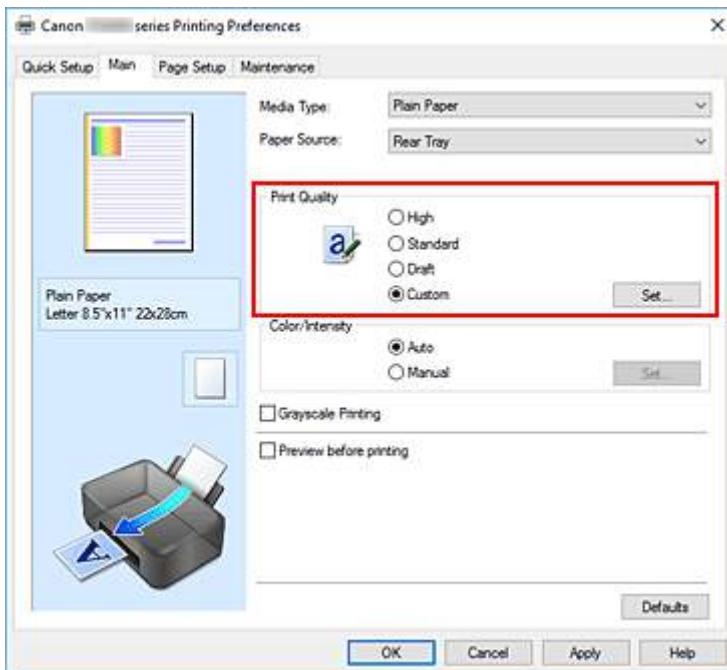 Canon series Printing Preferences
Quick Setup Main Page Setup Maintenance
Media Type: Plain Paper
Paper Source: Rear Tray
Print Quality
High
a
Standard
Draft
Custom Set...
Plain Paper
Letter 8.5"x11" 22x28cm
Color/Intensity
Auto
Manual Set...
Grayscale Printing
Preview before printing
A
Defaults
OK Cancel Apply Help